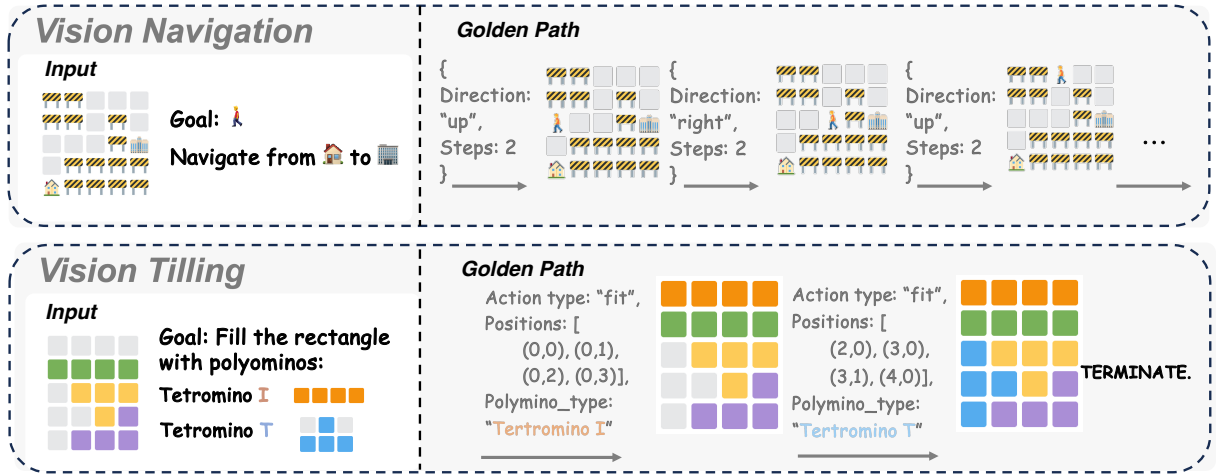 Vision Navigation
Input
Goal:
Navigate from to
Golden Path
{
Direction:
“up”,
Steps: 2
}
{
Direction:
“right”,
Steps: 2
}
{
Direction:
“up”,
Steps: 2
}
...
Vision Tilling
Input
Goal: Fill the rectangle
with polyominos:
Tetromino I
Tetromino T
Golden Path
Action type: “fit”,
Positions: [
(0,0), (0,1),
(0,2), (0,3)],
Polymino_type:
“Tertromino I”
Action type: “fit”,
Positions: [
(2,0), (3,0),
(3,1), (4,0)],
Polymino_type:
“Tertromino T”
TERMINATE.